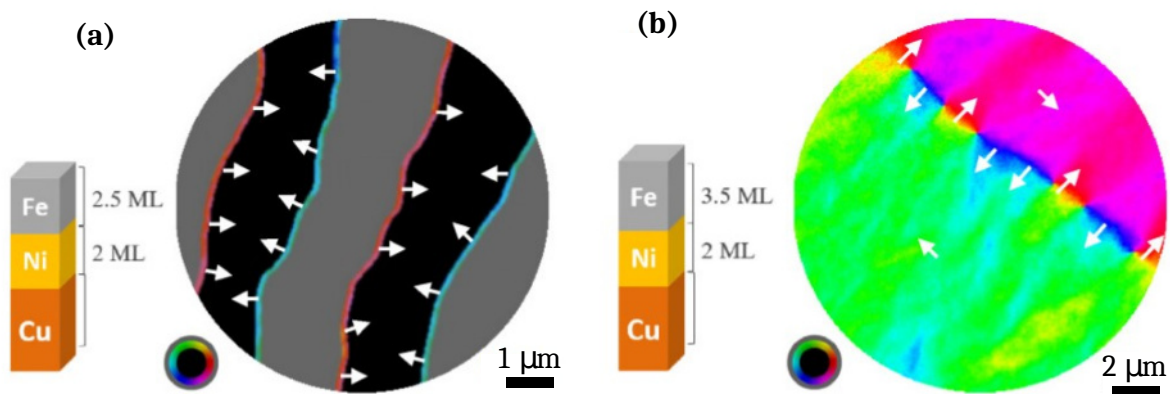 (a)
Fe
2.5 ML
Ni
2 ML
Cu
1 μm
(b)
Fe
3.5 ML
Ni
2 ML
Cu
2 μm